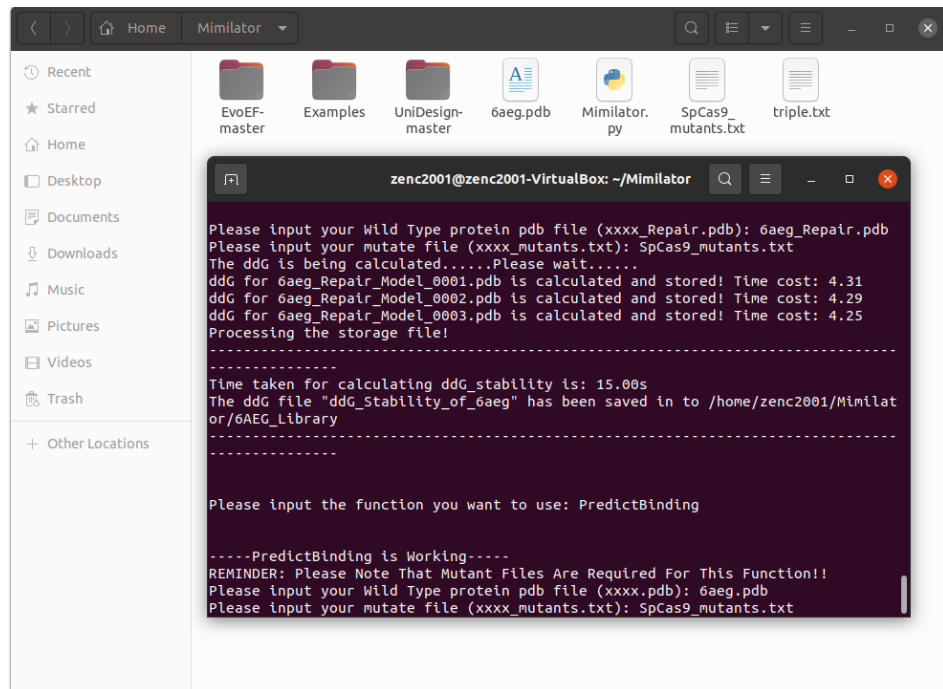 Home
Mimilator
Recent
Starred
Home
Desktop
Documents
Downloads
Music
Pictures
Videos
Trash
+ Other Locations
EvoEF-
master
Examples
UniDesign-
master
6aeg.pdb
Mimilator.
py
SpCas9_
mutants.txt
triple.txt
zenc2001@zenc2001-VirtualBox: ~/Mimilator
Please input your Wild Type protein pdb file (xxxx_Repair.pdb): 6aeg_Repair.pdb
Please input your mutate file (xxxx_mutants.txt): SpCas9_mutants.txt
The ddG is being calculated......Please wait......
ddG for 6aeg_Repair_Model_0001.pdb is calculated and stored! Time cost: 4.31
ddG for 6aeg_Repair_Model_0002.pdb is calculated and stored! Time cost: 4.29
ddG for 6aeg_Repair_Model_0003.pdb is calculated and stored! Time cost: 4.25
Processing the storage file!
--------------------------------------------------------------------------------
---------------
Time taken for calculating ddG_stability is: 15.00s
The ddG file "ddG_Stability_of_6aeg" has been saved in to /home/zenc2001/Mimilat
or/6AEG_Library
--------------------------------------------------------------------------------
---------------
Please input the function you want to use: PredictBinding
-----PredictBinding is Working-----
REMINDER: Please Note That Mutant Files Are Required For This Function!!
Please input your Wild Type protein pdb file (xxxx.pdb): 6aeg.pdb
Please input your mutate file (xxxx_mutants.txt): SpCas9_mutants.txt